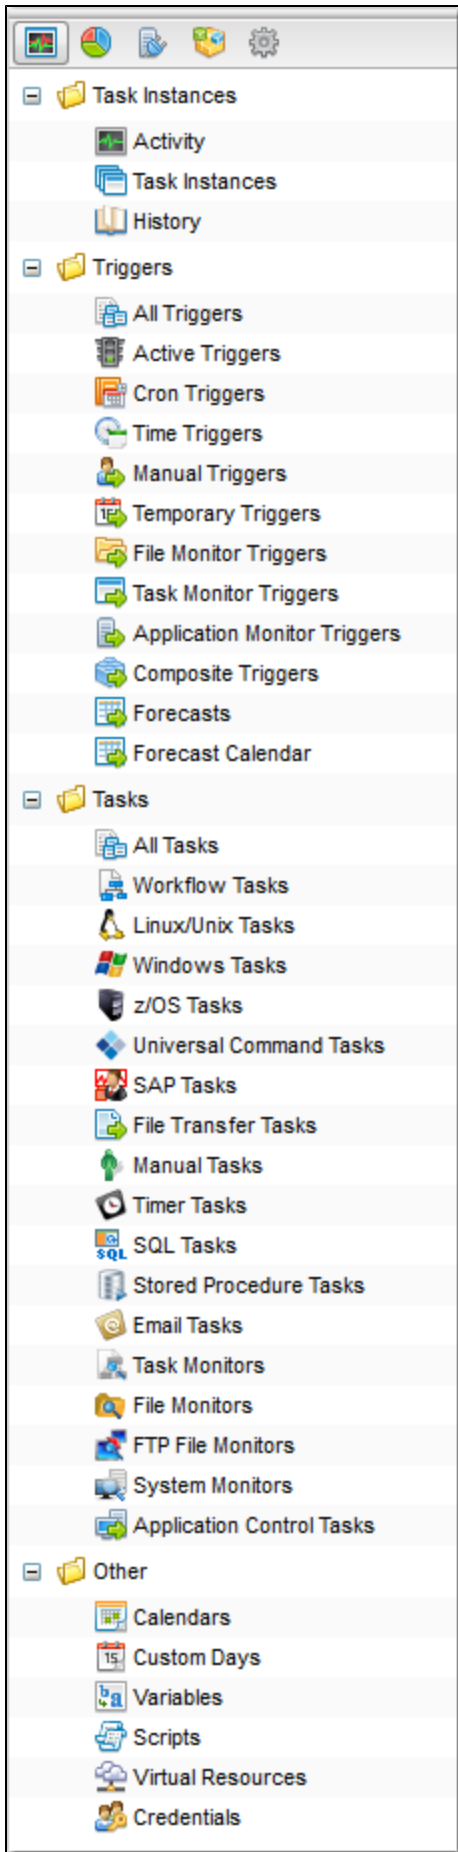 Task Instances
Activity
Task Instances
History
Triggers
All Triggers
Active Triggers
Cron Triggers
Time Triggers
Manual Triggers
Temporary Triggers
File Monitor Triggers
Task Monitor Triggers
Application Monitor Triggers
Composite Triggers
Forecasts
Forecast Calendar
Tasks
All Tasks
Workflow Tasks
Linux/Unix Tasks
Windows Tasks
z/OS Tasks
Universal Command Tasks
SAP Tasks
File Transfer Tasks
Manual Tasks
Timer Tasks
SQL SQL Tasks
Stored Procedure Tasks
Email Tasks
Task Monitors
File Monitors
FTP File Monitors
System Monitors
Application Control Tasks
Other
Calendars
15 Custom Days
b a Variables
Scripts
Virtual Resources
Credentials